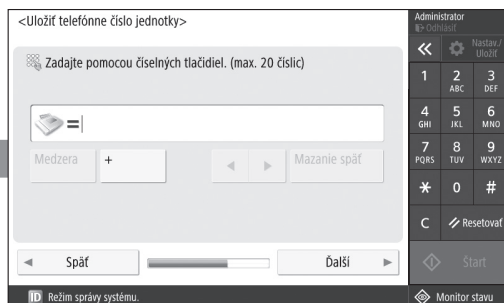 <Uložiť telefónne číslo jednotky>
Zadajte pomocou číselných tlačidiel. (max. 20 číslic)
=
Medzera
+
Mazanie späť
Späť
Ďalší
ID Režim správy systému.
Administrator
Odhlásiť
Nastav./
Uložiť
1 2 3
ABC DEF
4 5 6
GHI JKL MNO
7 8 9
PQRS TUV WXYZ
* 0 #
C Resetovať
Štart
Monitor stavu